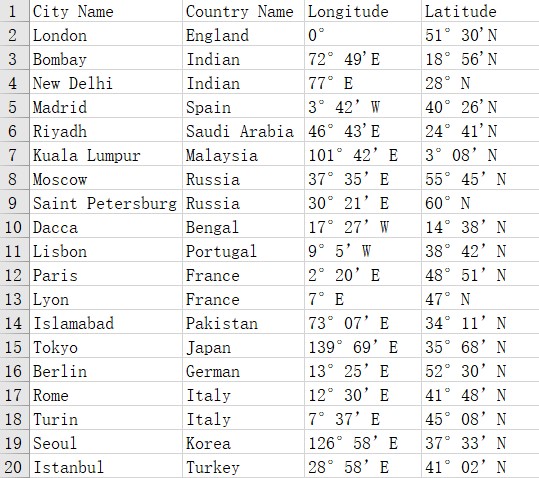 1 City Name Country Name Longitude Latitude
2 London England 0° 51° 30'N
3 Bombay Indian 72° 49'E 18° 56'N
4 New Delhi Indian 77° E 28° N
5 Madrid Spain 3° 42' W 40° 26'N
6 Riyadh Saudi Arabia 46° 43'E 24° 41'N
7 Kuala Lumpur Malaysia 101° 42' E 3° 08' N
8 Moscow Russia 37° 35' E 55° 45' N
9 Saint Petersburg Russia 30° 21' E 60° N
10 Dacca Bengal 17° 27' W 14° 38' N
11 Lisbon Portugal 9° 5' W 38° 42' N
12 Paris France 2° 20' E 48° 51' N
13 Lyon France 7° E 47° N
14 Islamabad Pakistan 73° 07' E 34° 11' N
15 Tokyo Japan 139° 69' E 35° 68' N
16 Berlin German 13° 25' E 52° 30' N
17 Rome Italy 12° 30' E 41° 48' N
18 Turin Italy 7° 37' E 45° 08' N
19 Seoul Korea 126° 58' E 37° 33' N
20 Istanbul Turkey 28° 58' E 41° 02' N